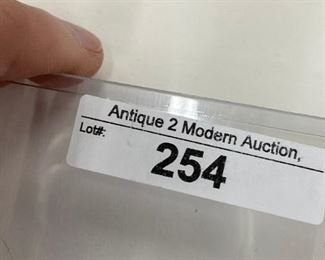 Antique 2 Modern Auction,
Lot#:
254